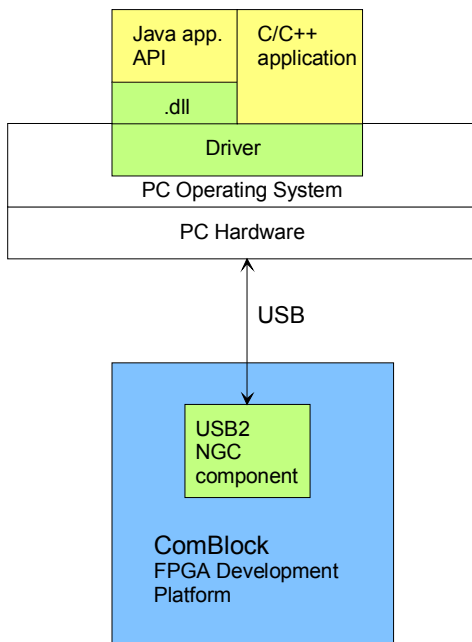 Java app.
API
C/C++
application
.dll
Driver
PC Operating System
PC Hardware
USB
USB2
NGC
component
ComBlock
FPGA Development
Platform